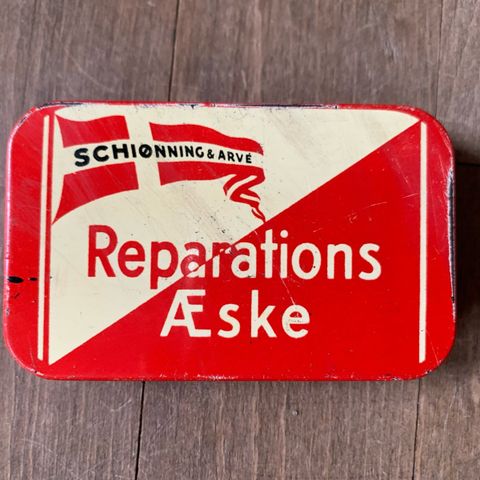 SCHIØNNING & ARVÉ
Reparations
Æske